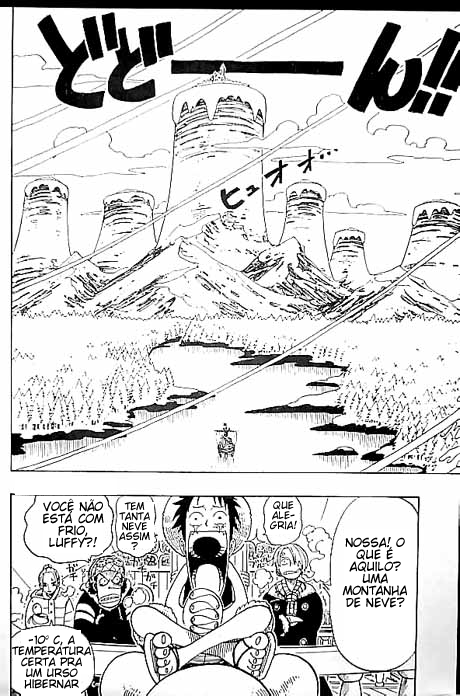 どどーーん!!
ヒュオオ...
NOSSA! O
QUE É
AQUILO?
UMA
MONTANHA
DE NEVE?
QUE
ALE-
GRIA!
TEM
TANTA
NEVE
ASSIM
?
VOCÊ NÃO
ESTÁ COM
FRIO,
LUFFY?!
-10º C, A
TEMPERATURA
CERTA PRA
UM URSO
HIBERNAR